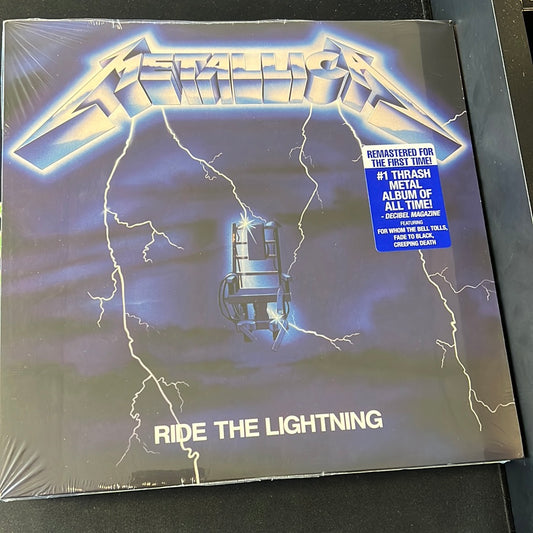 METALLICA
REMASTERED FOR
THE FIRST TIME!
#1 THRASH
METAL
ALBUM OF
ALL TIME!
- DECIBEL MAGAZINE
FEATURING
FOR WHOM THE BELL TOLLS,
FADE TO BLACK,
CREEPING DEATH
RIDE THE LIGHTNING